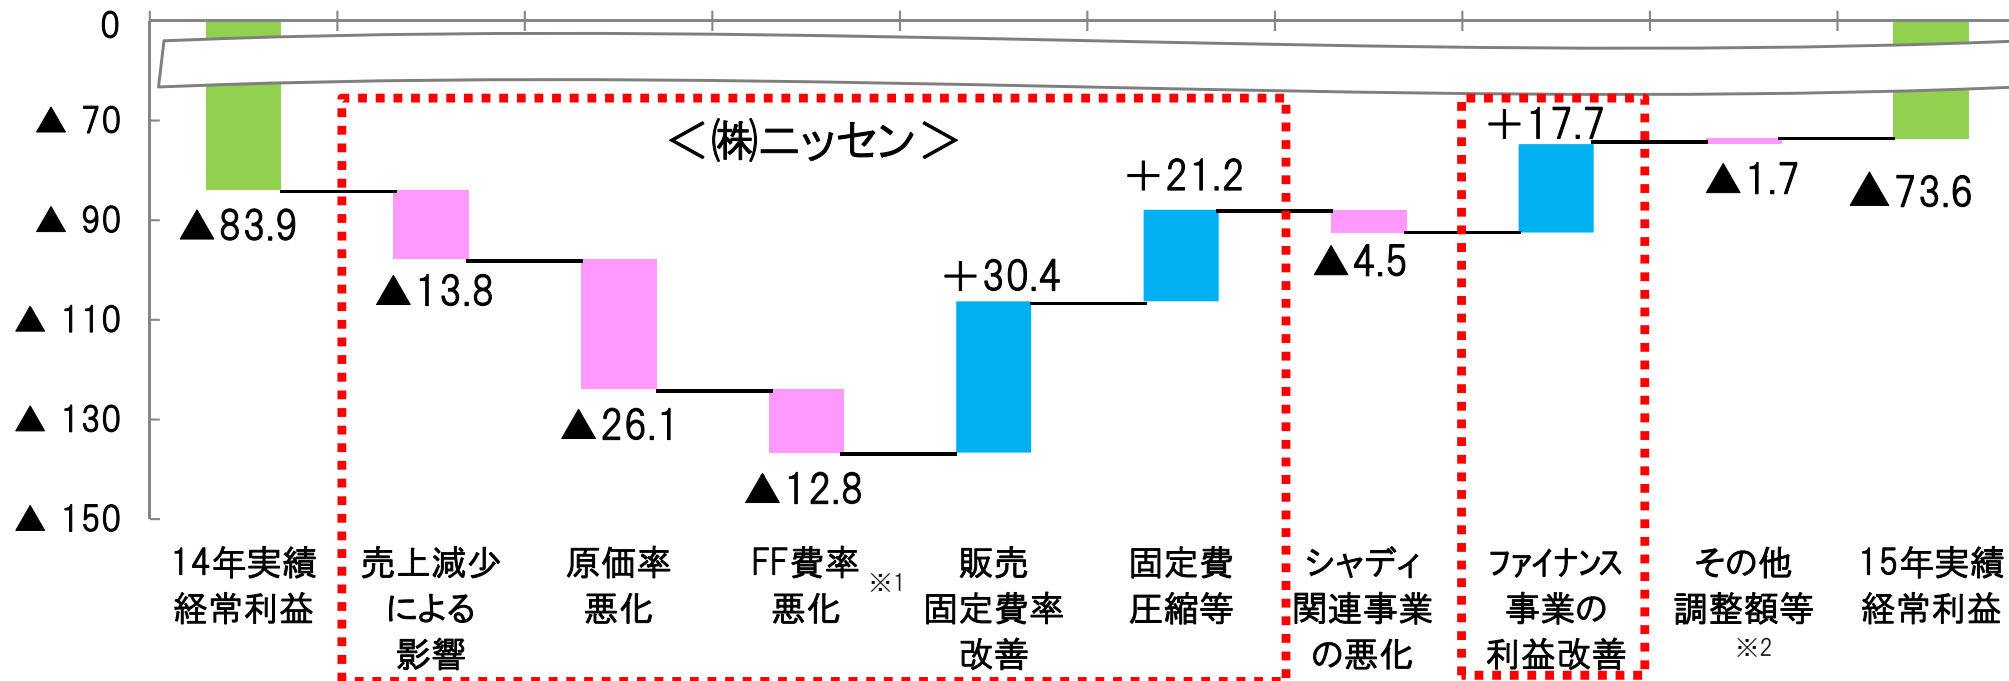 0
▲ 70
▲ 90
▲ 110
▲ 130
▲ 150
＜㈱ニッセン＞
▲83.9
▲13.8
▲26.1
▲12.8
＋30.4
＋21.2
▲4.5
＋17.7
▲1.7
▲73.6
14年実績
経常利益
売上減少
による
影響
原価率
悪化
FF費率
悪化
※1
販売
固定費率
改善
固定費
圧縮等
シャディ
関連事業
の悪化
ファイナンス
事業の
利益改善
その他
調整額等
※2
15年実績
経常利益